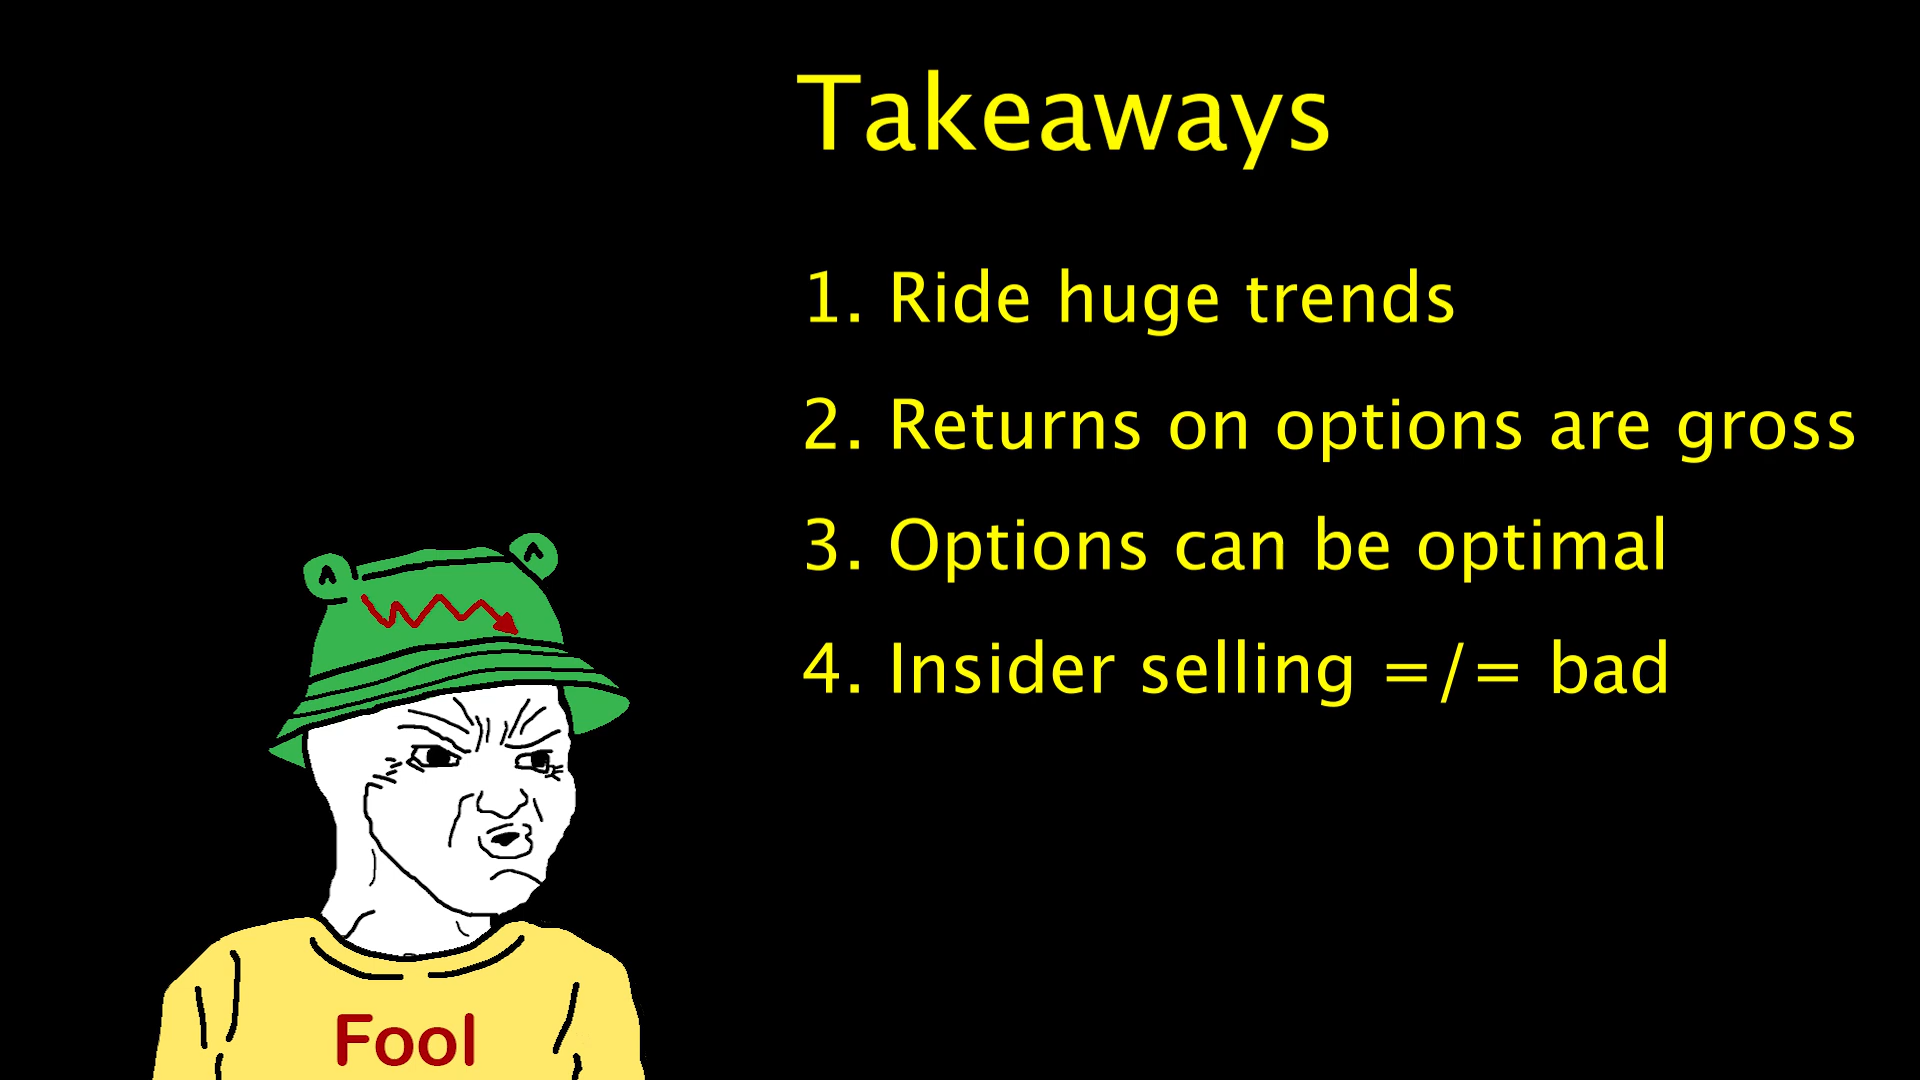 Takeaways
1. Ride huge trends
2. Returns on options are gross
3. Options can be optimal
4. Insider selling =/= bad
Fool